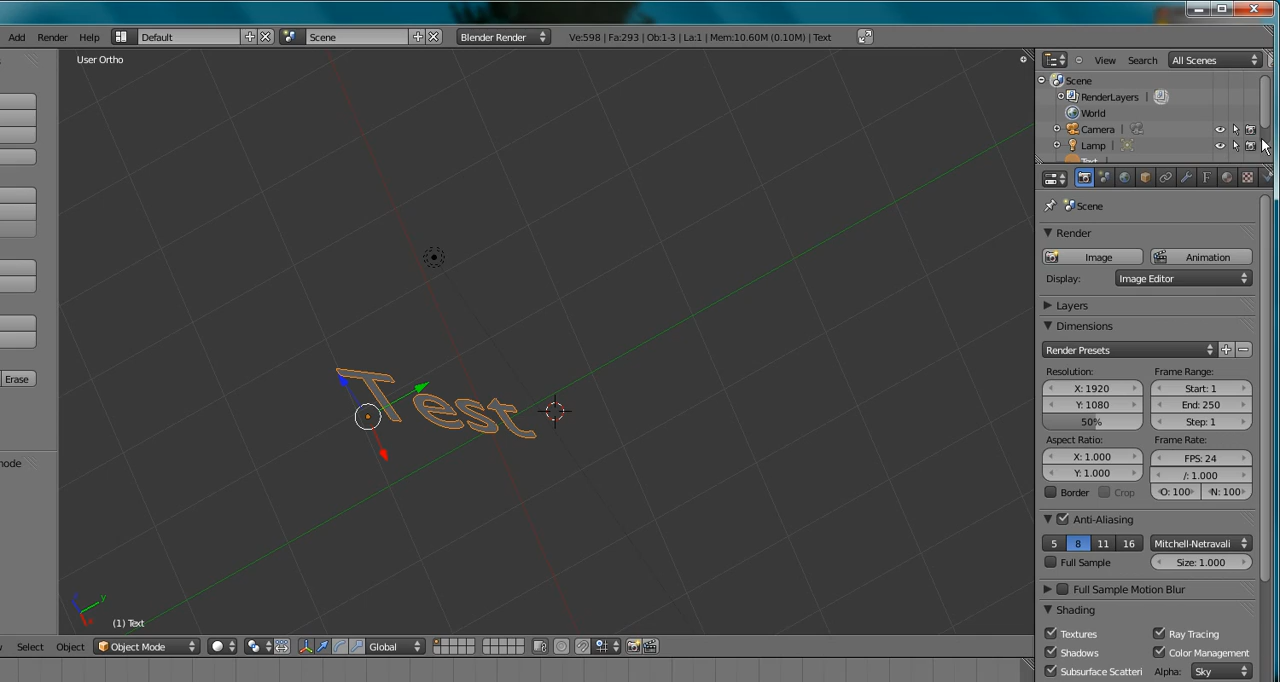 Add Render Help Default Scene Blender Render Ve:598 | Fa:293 | Ob:1-3 | La:1 | Mem:10.60M (0.10M) | Text
User Ortho
View Search All Scenes
Scene
RenderLayers |
World
Camera |
Lamp |
Text |
F
Scene
Render
Image Animation
Display: Image Editor
Layers
Dimensions
Render Presets
Resolution: Frame Range:
X: 1920 Start: 1
Y: 1080 End: 250
50% Step: 1
Aspect Ratio: Frame Rate:
X: 1.000 FPS: 24
Y: 1.000 /: 1.000
Border Crop O: 100 N: 100
Anti-Aliasing
5 8 11 16 Mitchell-Netravali
Full Sample Size: 1.000
Full Sample Motion Blur
Shading
Textures Ray Tracing
Shadows Color Management
Subsurface Scatteri Alpha: Sky
Erase
node
Test
z y x
(1) Text
Select Object Object Mode Global